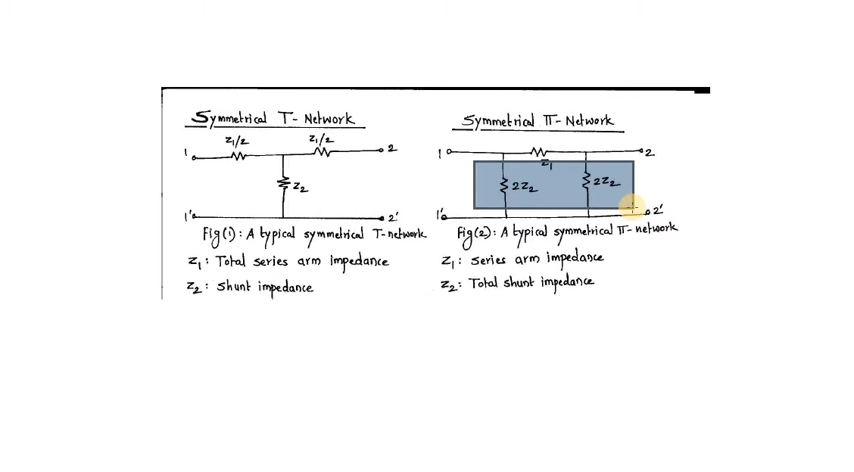 Symmetrical T-Network
Z1/2
Z1/2
1
2
Z2
1'
2'
Fig(1): A typical symmetrical T-network
Z1: Total series arm impedance
Z2: Shunt impedance
Symmetrical Π-Network
1
2
Z1
2Z2
2Z2
1'
2'
Fig(2): A typical symmetrical Π-network
Z1: Series arm impedance
Z2: Total shunt impedance